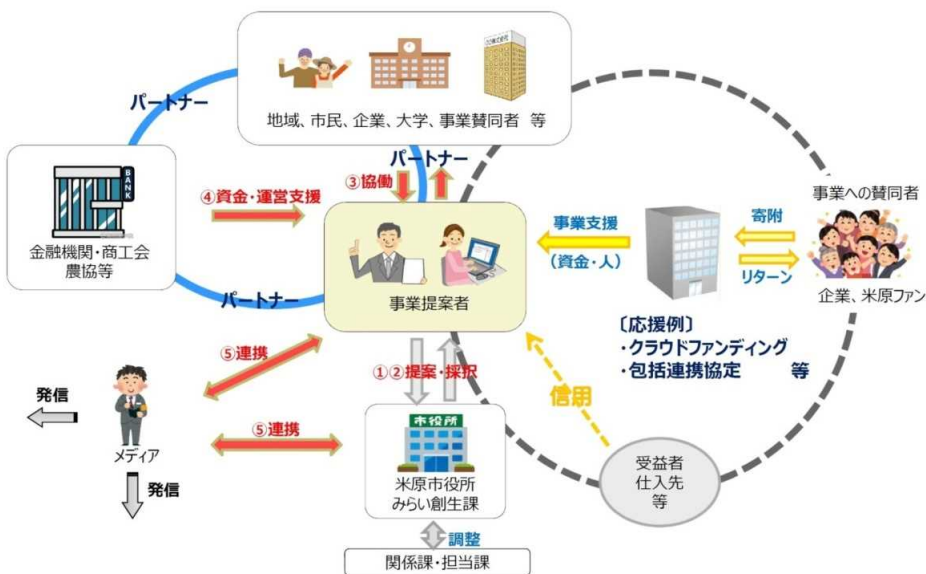 〇〇株式会社
パートナー
地域、市民、企業、大学、事業賛同者 等
パートナー
③協働
BANK
④資金・運営支援
金融機関・商工会
農協等
パートナー
事業提案者
事業支援
(資金・人)
寄附
リターン
事業への賛同者
企業、米原ファン
〔応援例〕
・クラウドファンディング
・包括連携協定 等
⑤連携
①②提案・採択
信用
発信
メディア
⑤連携
発信
市役所
米原市役所
みらい創生課
受益者
仕入先
等
調整
関係課・担当課